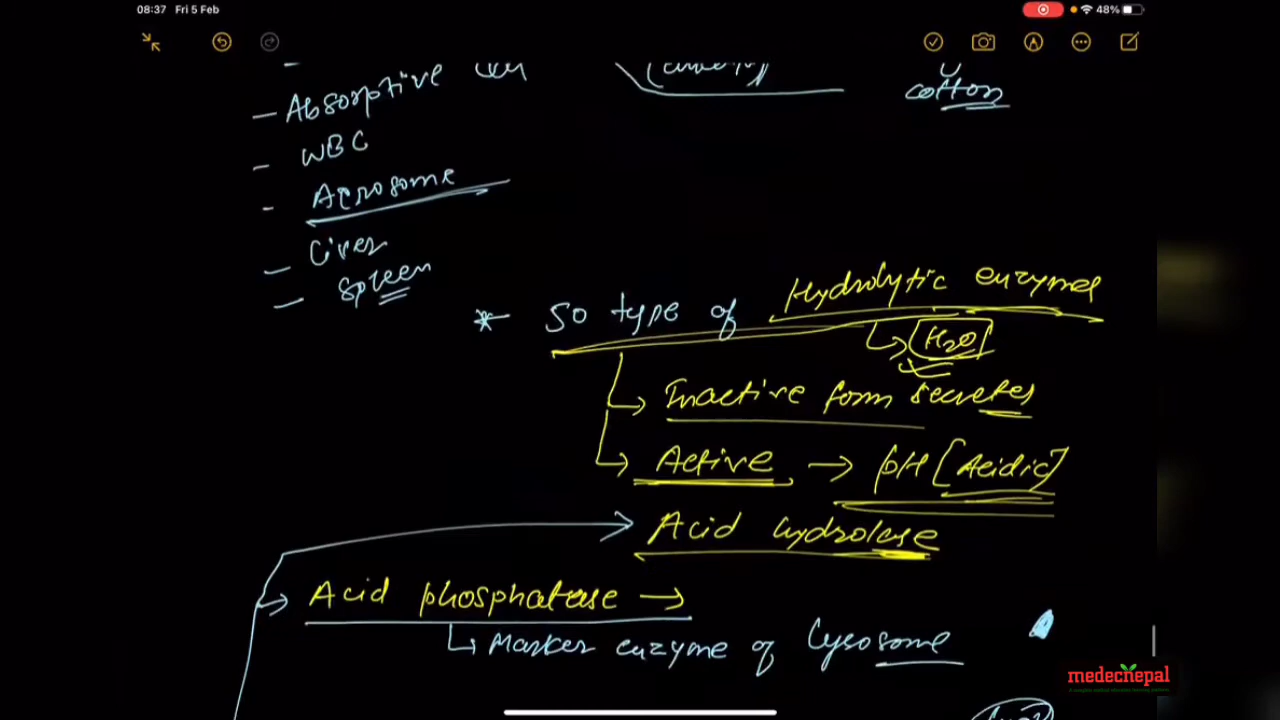 08:37 Fri 5 Feb
48%
— Absorptive
cotton
- WBC
- Acrosome
- Liver
- Spleen
* 50 type of Hydrolytic enzymes
H2O
Inactive form secretes
Active → pH [Acidic]
Acid hydrolase
Acid phosphatase →
Marker enzyme of Lysosome
medecnepal